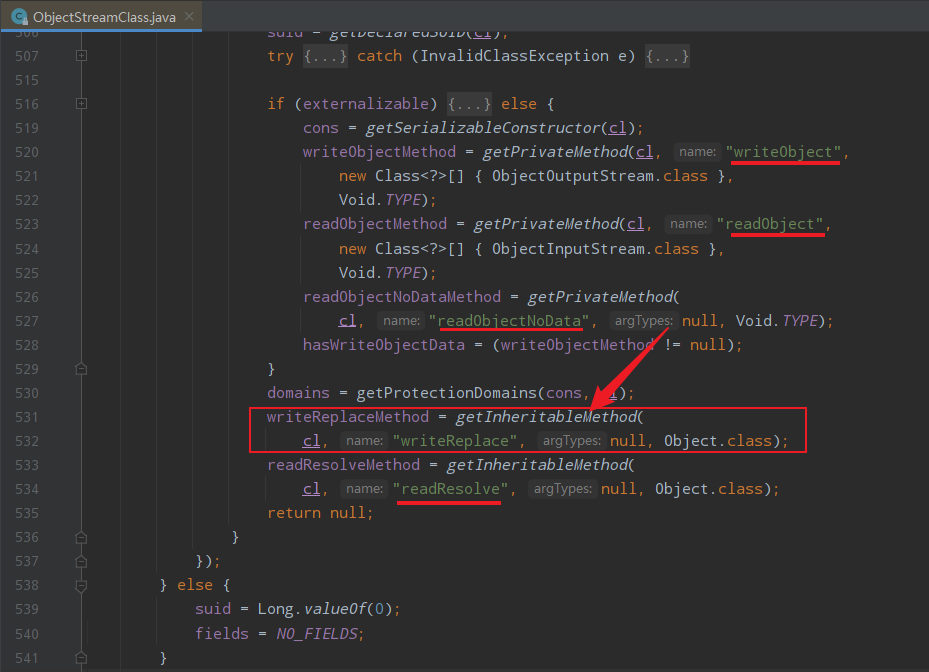 ObjectStreamClass.java
506 suid = getDeclaredSUID(cl);
507 try {...} catch (InvalidClassException e) {...}
515
516 if (externalizable) {...} else {
519 cons = getSerializableConstructor(cl);
520 writeObjectMethod = getPrivateMethod(cl, name: "writeObject",
521 new Class<?>[] { ObjectOutputStream.class },
522 Void.TYPE);
523 readObjectMethod = getPrivateMethod(cl, name: "readObject",
524 new Class<?>[] { ObjectInputStream.class },
525 Void.TYPE);
526 readObjectNoDataMethod = getPrivateMethod(
527 cl, name: "readObjectNoData", argTypes: null, Void.TYPE);
528 hasWriteObjectData = (writeObjectMethod != null);
529 }
530 domains = getProtectionDomains(cons, cl);
531 writeReplaceMethod = getInheritableMethod(
532 cl, name: "writeReplace", argTypes: null, Object.class);
533 readResolveMethod = getInheritableMethod(
534 cl, name: "readResolve", argTypes: null, Object.class);
535 return null;
536 }
537 });
538 } else {
539 suid = Long.valueOf(0);
540 fields = NO_FIELDS;
541 }